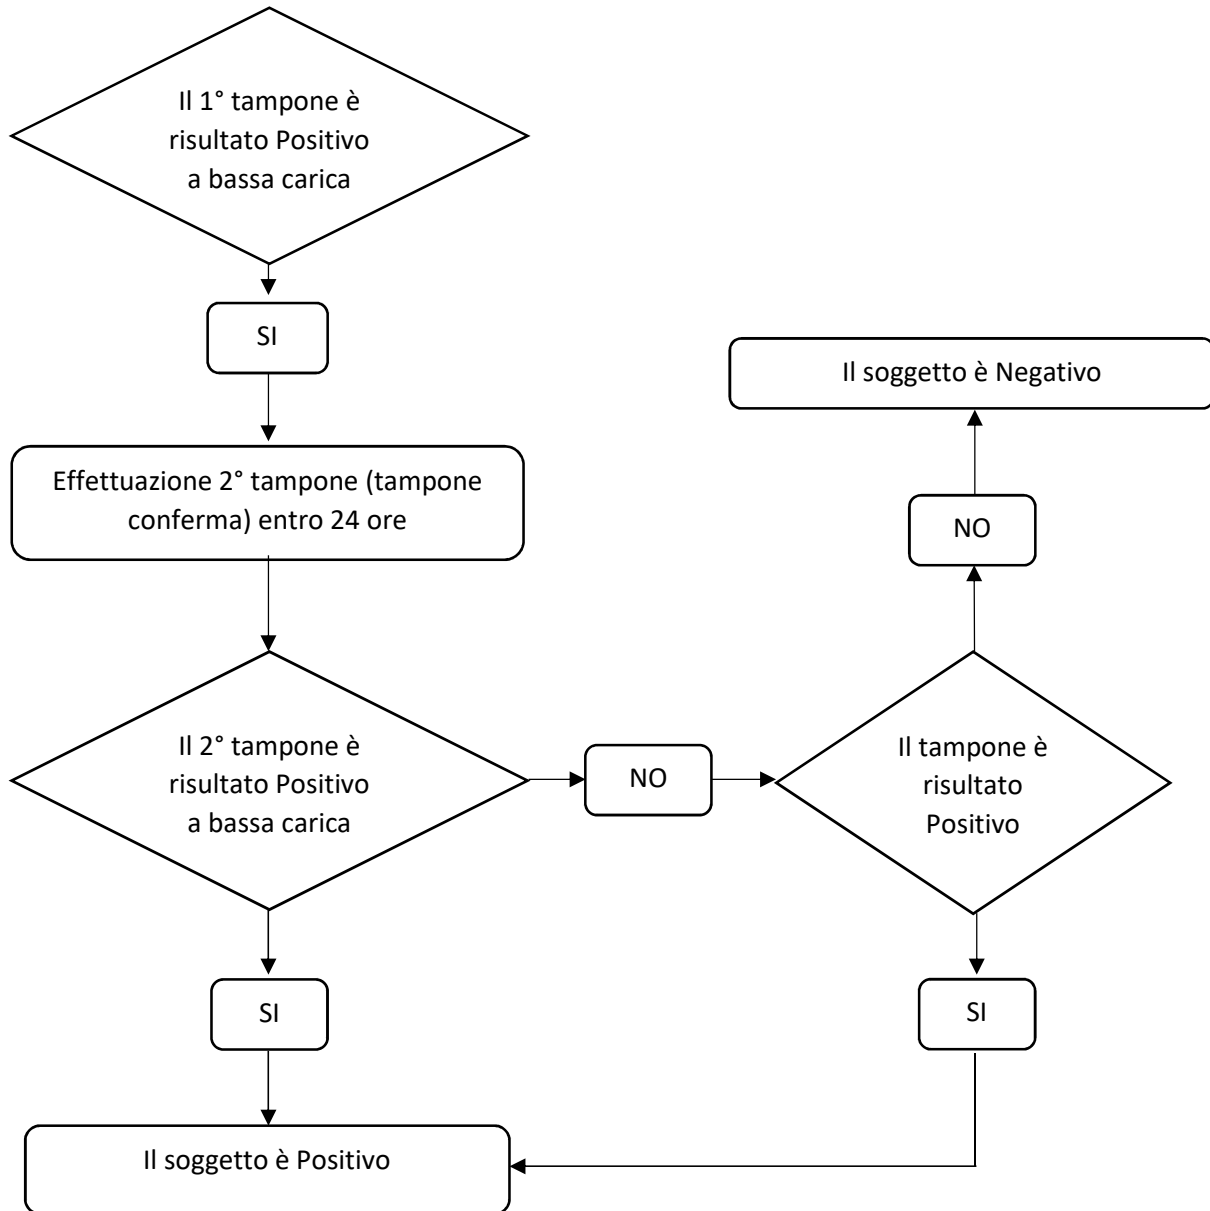 Il 1° tampone è
risultato Positivo
a bassa carica
SI
Effettuazione 2° tampone (tampone
conferma) entro 24 ore
Il 2° tampone è
risultato Positivo
a bassa carica
SI
Il soggetto è Positivo
NO
Il tampone è
risultato
Positivo
NO
Il soggetto è Negativo
SI